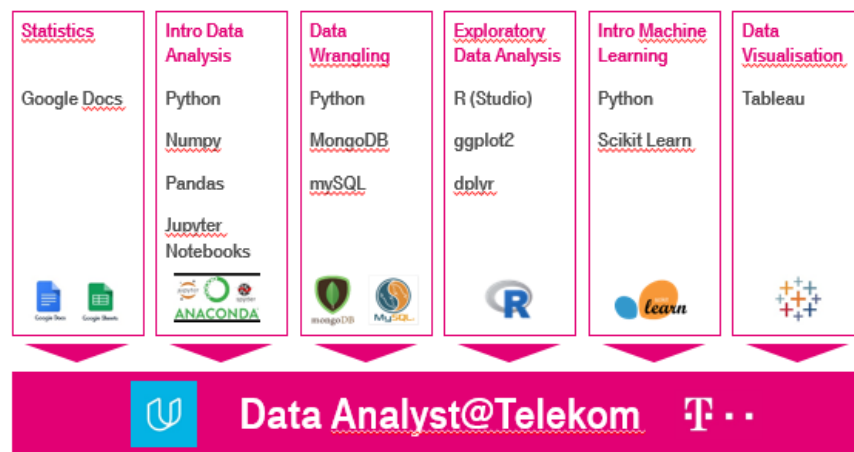 Statistics
Google Docs
Google Docs
Google Sheets
Intro Data
Analysis
Python
Numpy
Pandas
Jupyter
Notebooks
jupyter
spyder
ANACONDA
Data
Wrangling
Python
MongoDB
mySQL
mongoDB
MySQL
Exploratory
Data Analysis
R (Studio)
ggplot2
dplyr
R
Intro Machine
Learning
Python
Scikit Learn
learn
Data
Visualisation
Tableau
Data Analyst@Telekom
T